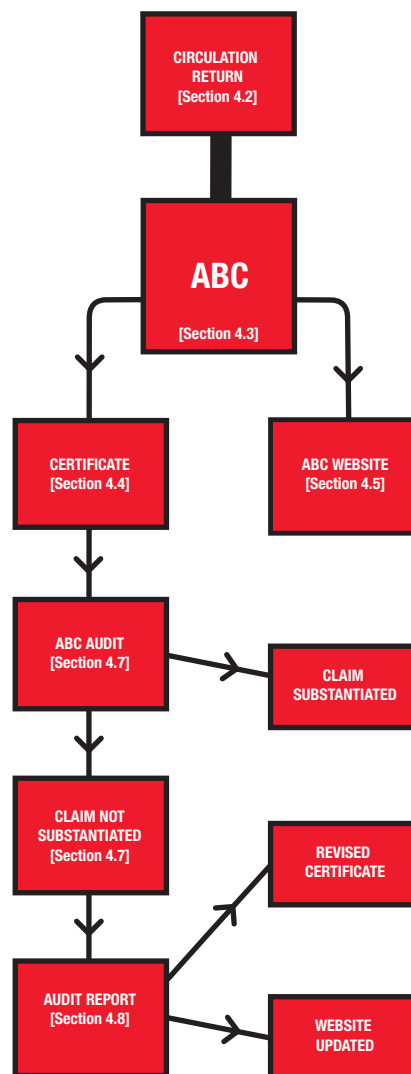 CIRCULATION
RETURN
[Section 4.2]
ABC
[Section 4.3]
CERTIFICATE
[Section 4.4]
ABC WEBSITE
[Section 4.5]
ABC AUDIT
[Section 4.7]
CLAIM
SUBSTANTIATED
CLAIM NOT
SUBSTANTIATED
[Section 4.7]
REVISED
CERTIFICATE
AUDIT REPORT
[Section 4.8]
WEBSITE
UPDATED